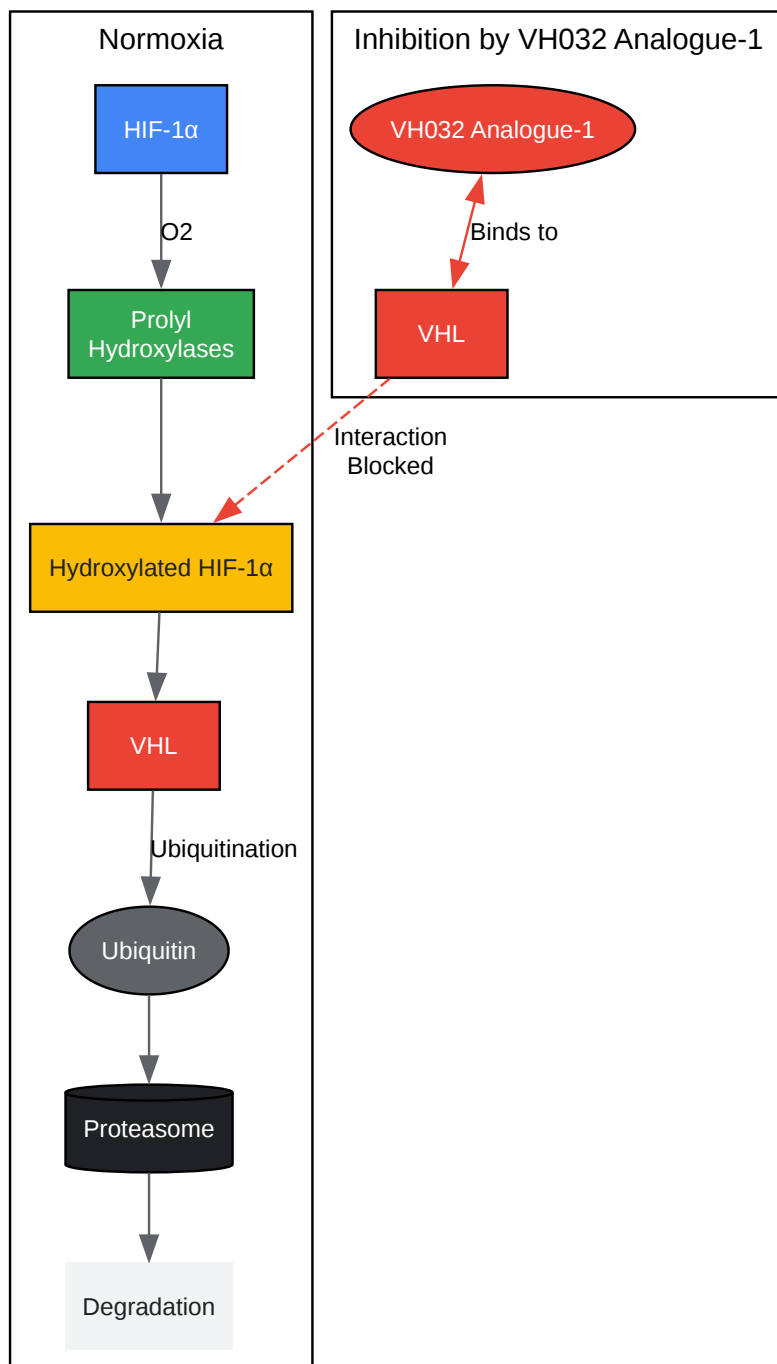 Normoxia
HIF-1α
O2
Prolyl
Hydroxylases
Hydroxylated HIF-1α
VHL
Ubiquitination
Ubiquitin
Proteasome
Degradation
Inhibition by VH032 Analogue-1
VH032 Analogue-1
Binds to
VHL
Interaction
Blocked